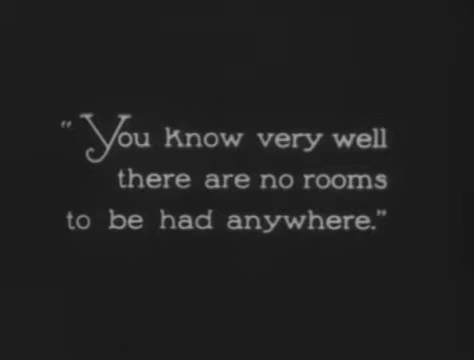 "You know very well
there are no rooms
to be had anywhere."